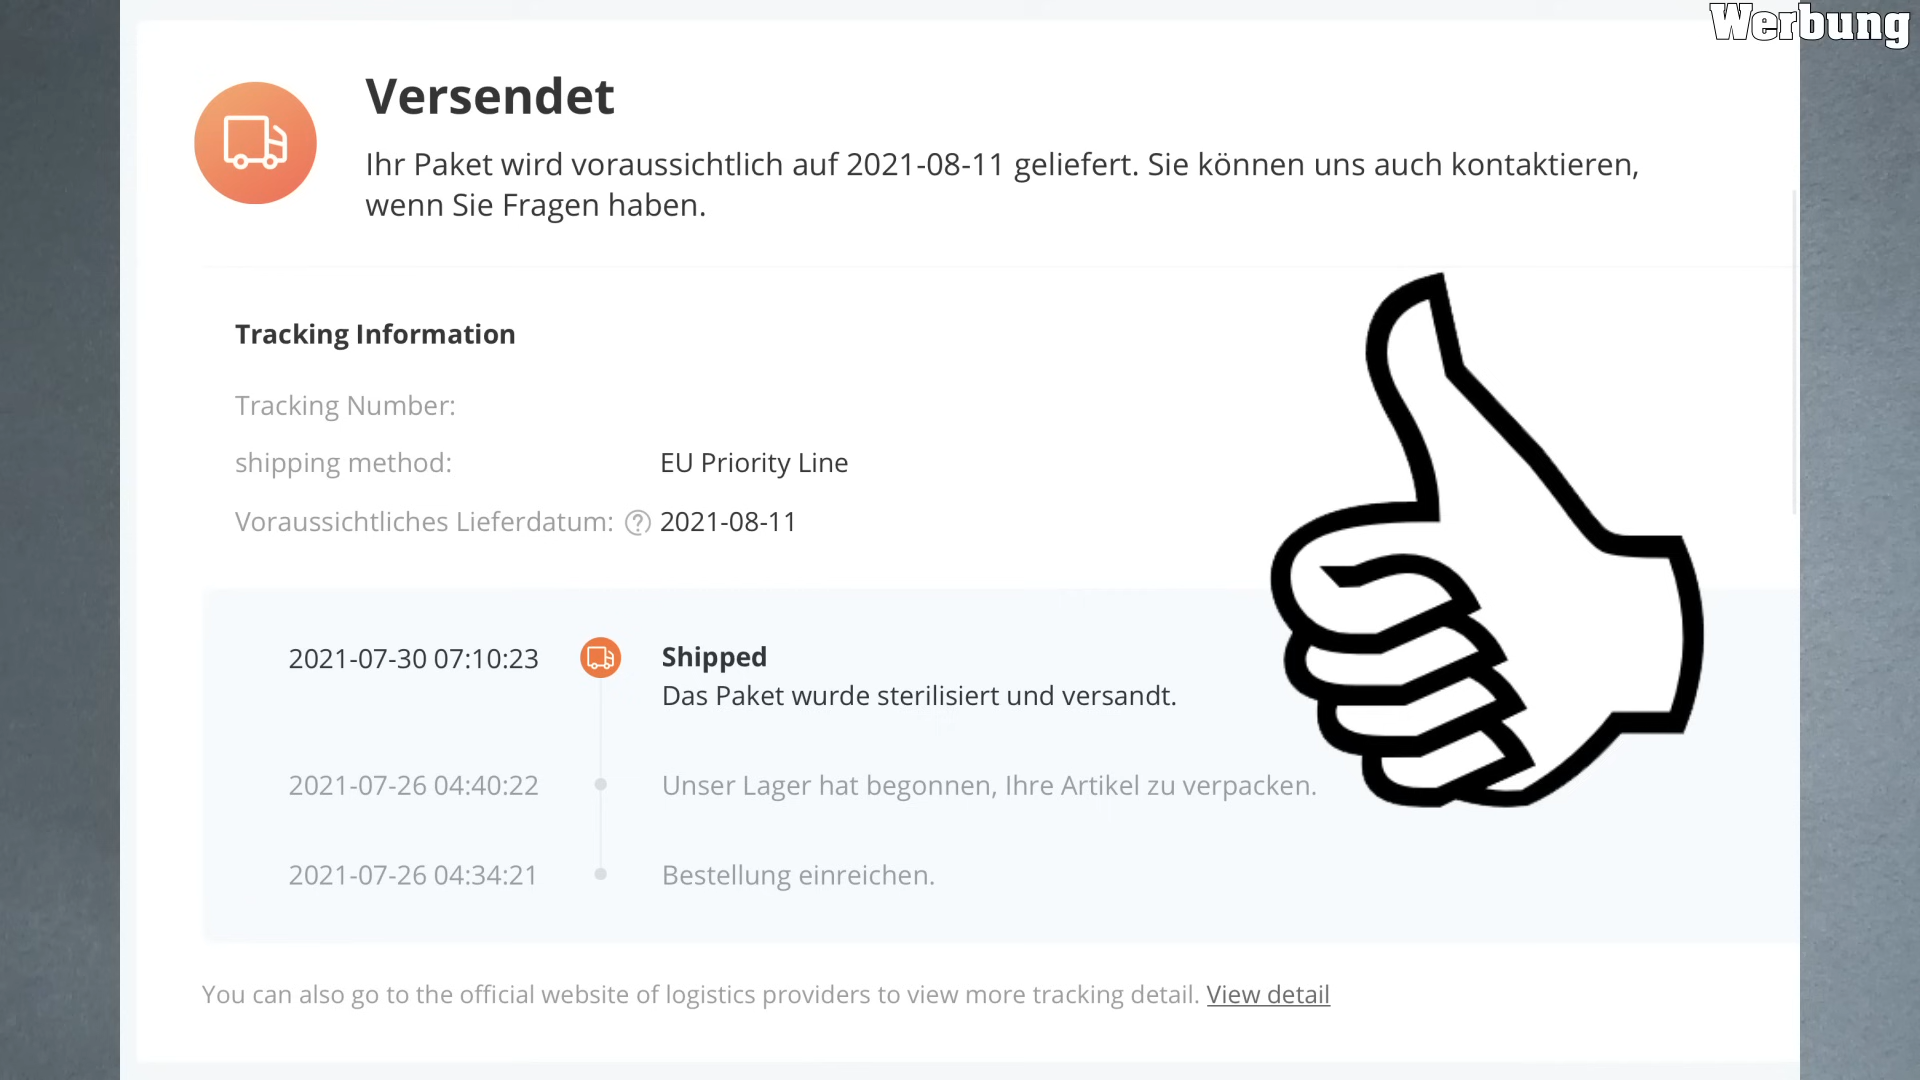 Werbung
Versendet
Ihr Paket wird voraussichtlich auf 2021-08-11 geliefert. Sie können uns auch kontaktieren,
wenn Sie Fragen haben.
Tracking Information
Tracking Number:
shipping method: EU Priority Line
Voraussichtliches Lieferdatum: ? 2021-08-11
2021-07-30 07:10:23 Shipped
Das Paket wurde sterilisiert und versandt.
2021-07-26 04:40:22 Unser Lager hat begonnen, Ihre Artikel zu verpacken.
2021-07-26 04:34:21 Bestellung einreichen.
You can also go to the official website of logistics providers to view more tracking detail. View detail